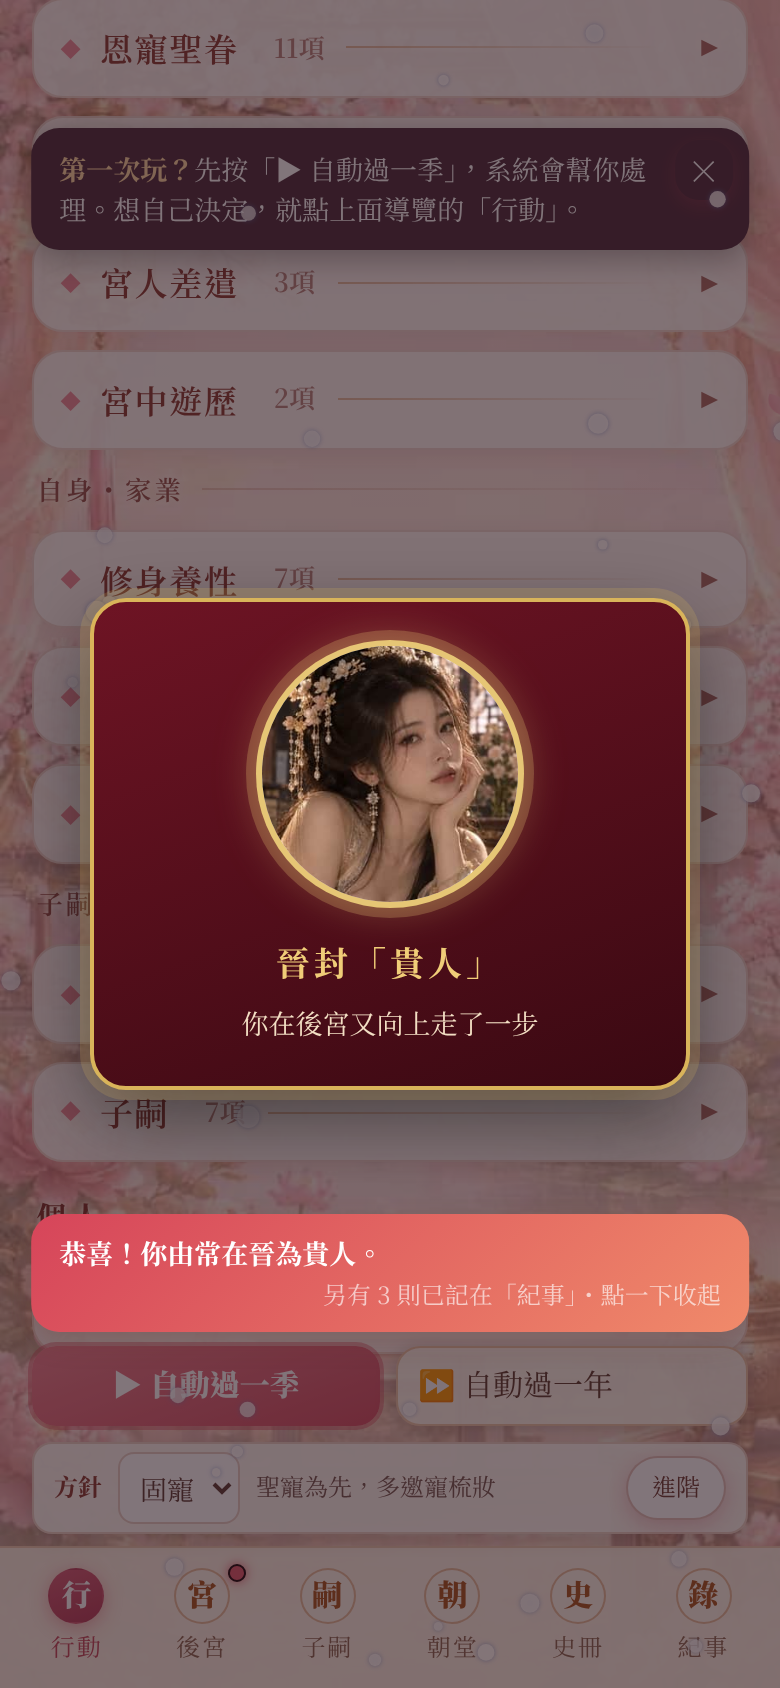 恩寵聖眷 11項
第一次玩？先按「▶ 自動過一季」，系統會幫你處
理。想自己決定，就點上面導覽的「行動」。
宮人差遣 3項
宮中遊歷 2項
自身・家業
修身養性 7項
晉封「貴人」
你在後宮又向上走了一步
子嗣
子嗣 7項
個人
恭喜！你由常在晉為貴人。
另有 3 則已記在「紀事」・點一下收起
▶ 自動過一季 ⏩ 自動過一年
方針 固寵 聖寵為先，多邀寵梳妝 進階
行 宮 嗣 朝 史 錄
行動 後宮 子嗣 朝堂 史冊 紀事